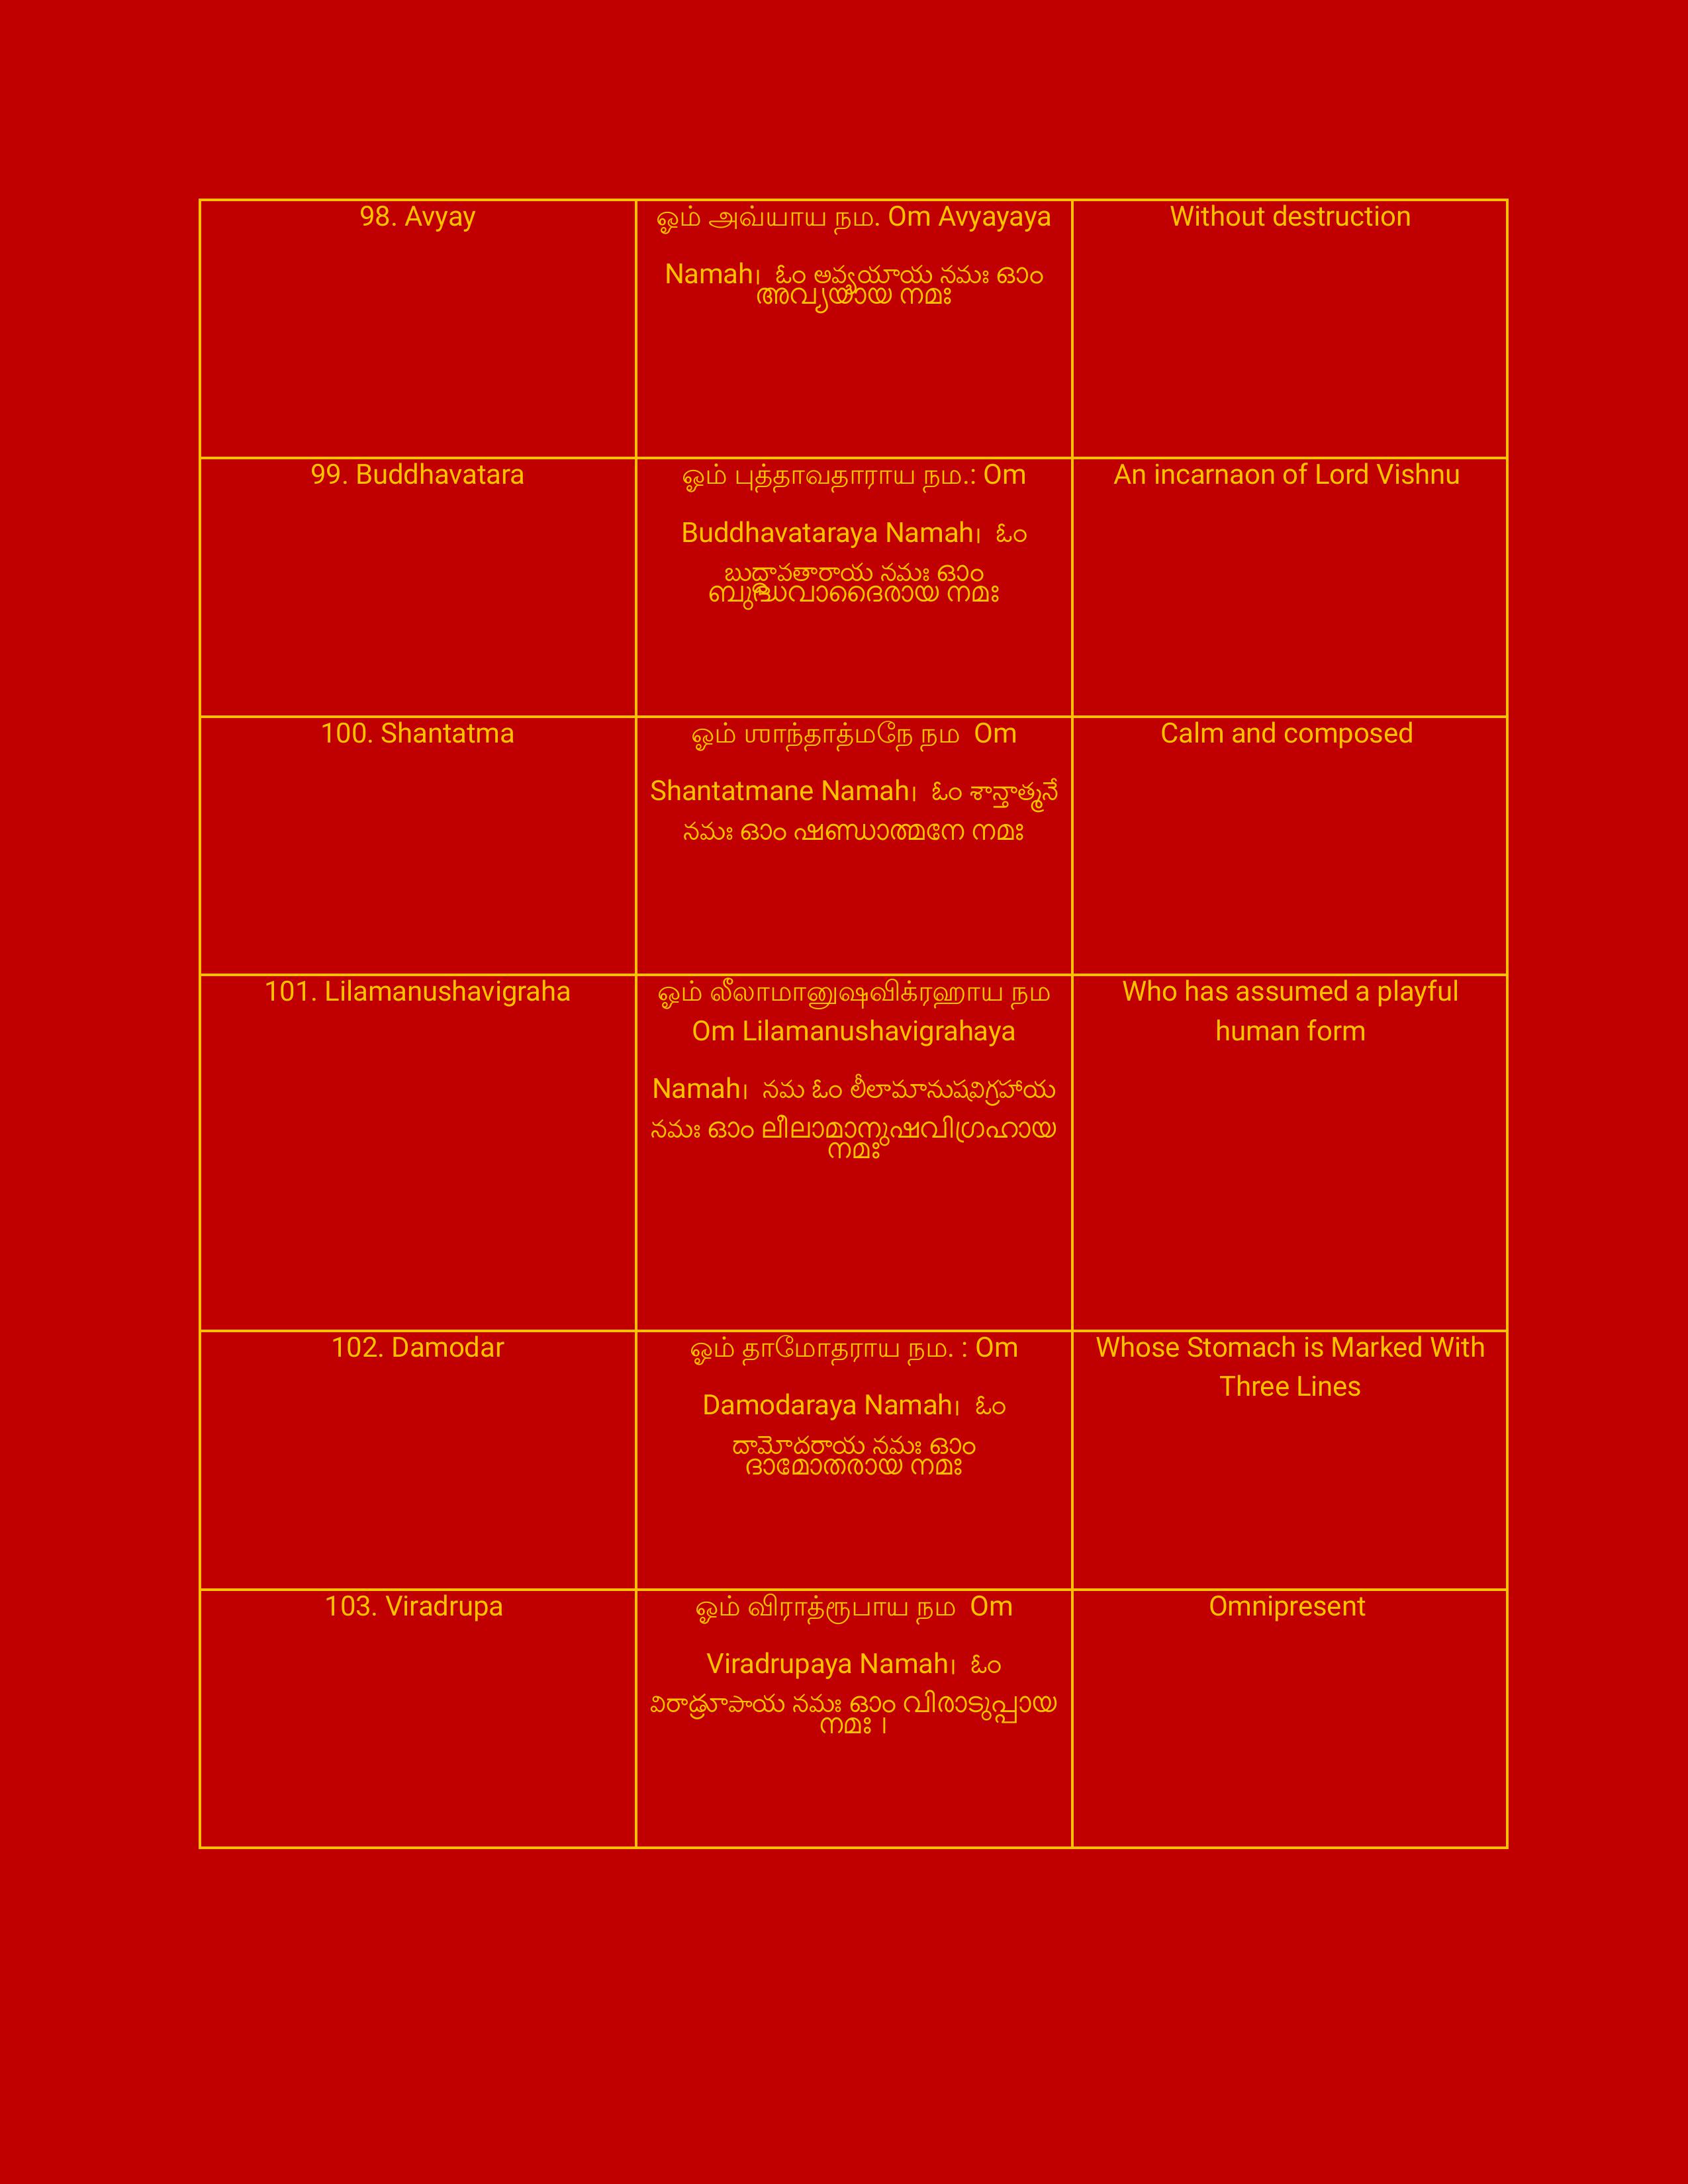 98. Avyay
ஓம் அவ்யாய நம. Om Avyayaya
Namah। ఓం అవ్యయాయ నమః ഓം
അവ്യയായ നമഃ
Without destruction
99. Buddhavatara
ஓம் புத்தாவதாராய நம.: Om
Buddhavataraya Namah। ఓం
బుద్ధావతారాయ నమః ഓം
ബുദ്ധവാദൈരായ നമഃ
An incarnaon of Lord Vishnu
100. Shantatma
ஓம் ஶாந்தாத்மநே நம Om
Shantatmane Namah। ఓం శాన్తాత్మనే
నమః ഓം ഷണ്ഡാത്മനേ നമഃ
Calm and composed
101. Lilamanushavigraha
ஓம் லீலாமானுஷவிக்ரஹாய நம
Om Lilamanushavigrahaya
Namah। నమ ఓం లీలామానుషవిగ్రహాయ
నమః ഓം ലീലാമാനുഷവിഗ്രഹായ
നമഃ
Who has assumed a playful
human form
102. Damodar
ஓம் தாமோதராய நம. : Om
Damodaraya Namah। ఓం
దామోదరాయ నమః ഓം
ദാമോതരായ നമഃ
Whose Stomach is Marked With
Three Lines
103. Viradrupa
ஓம் விராத்ரூபாய நம Om
Viradrupaya Namah। ఓం
విరాడ్రూపాయ నమః ഓം വിരാടുപ്പായ
നമഃ ।
Omnipresent